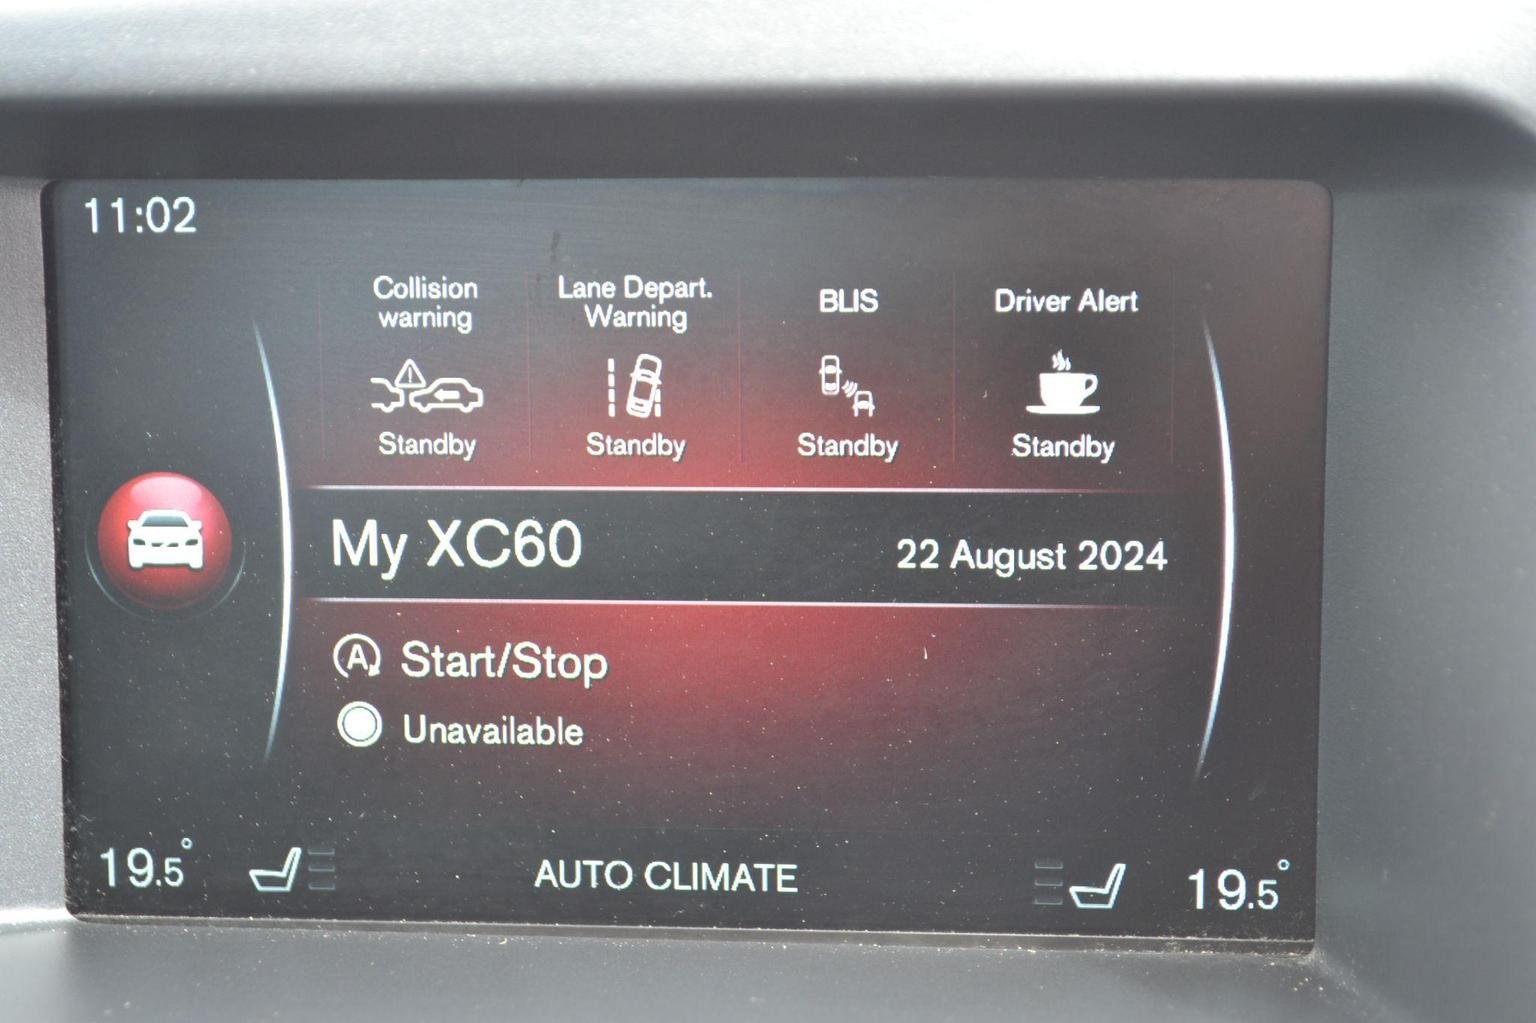 11:02
Collision
warning
Lane Depart.
Warning
BLIS
Driver Alert
Standby
Standby
Standby
Standby
My XC60
22 August 2024
A
Start/Stop
Unavailable
19.5°
AUTO CLIMATE
19.5°